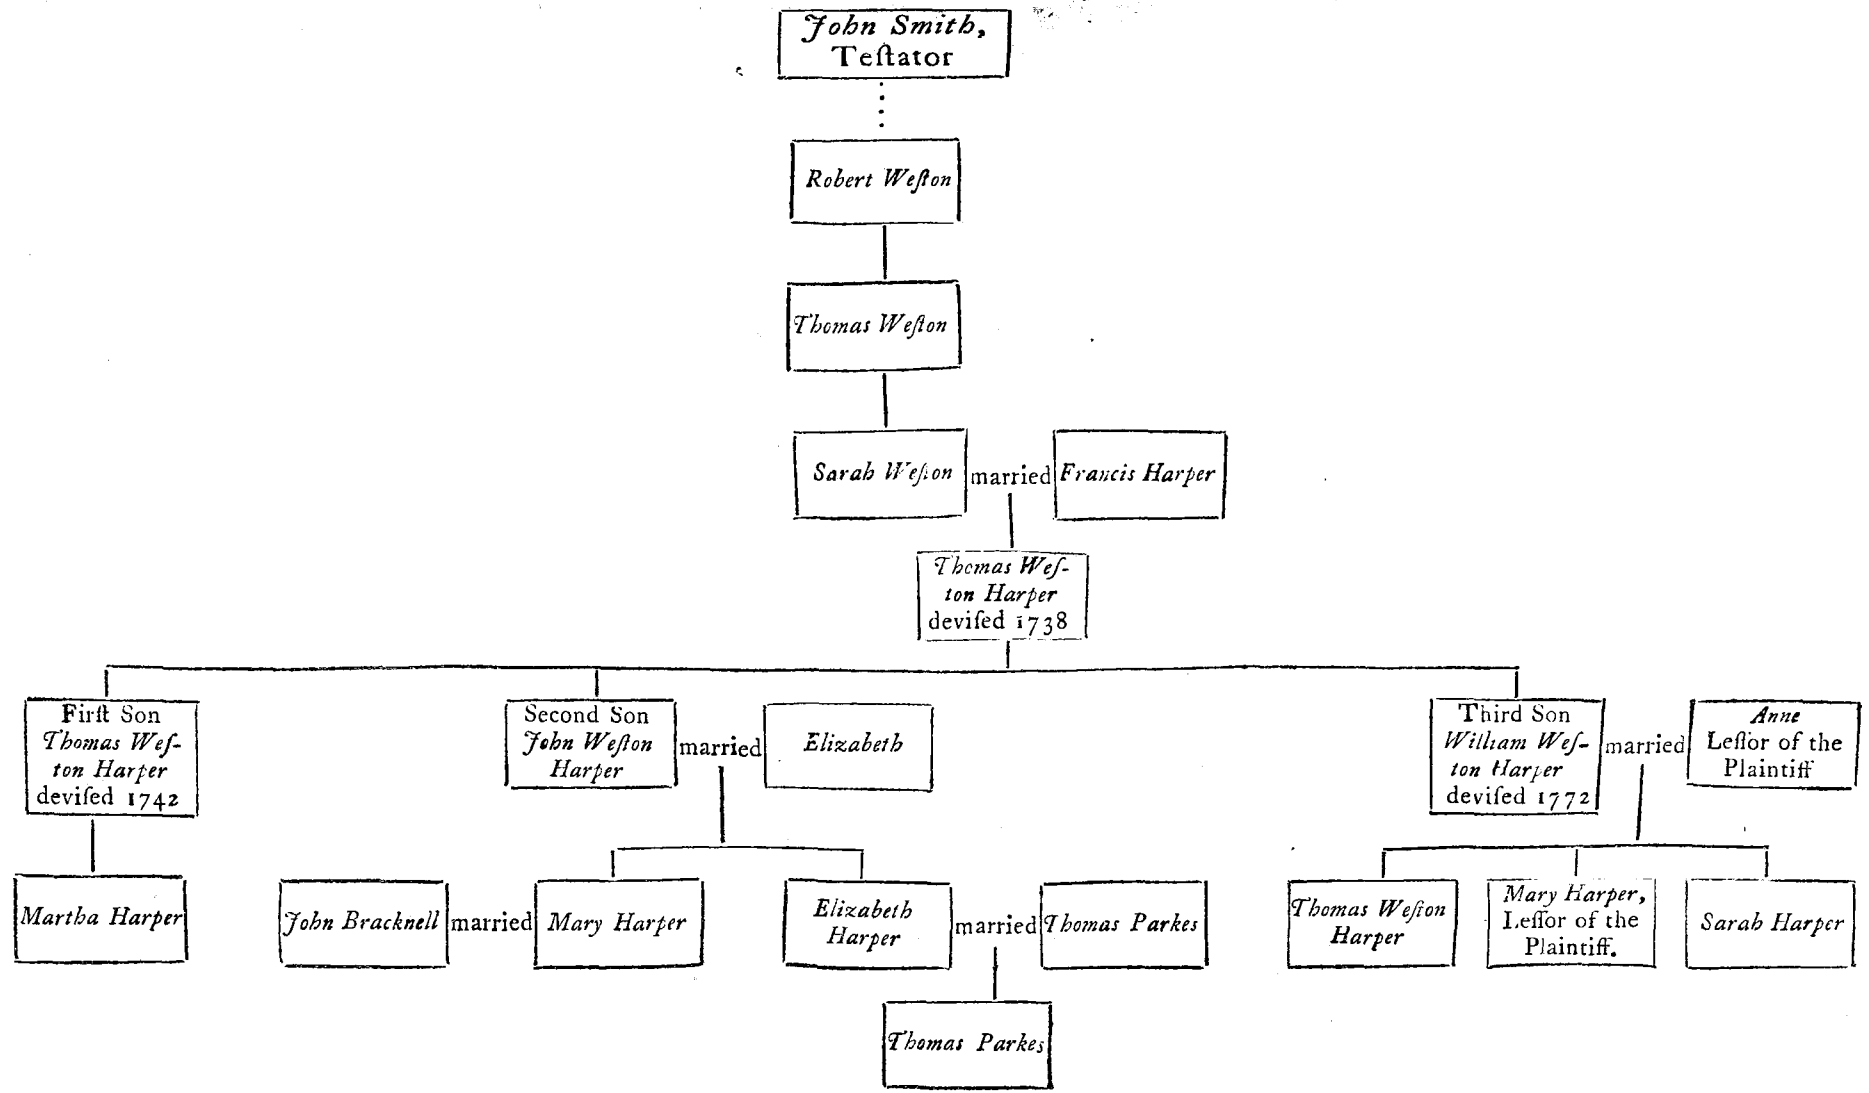 John Smith,
Teſtator
Robert Weſton
Thomas Weſton
Sarah Weſton married Francis Harper
Thomas Weſ-
ton Harper
deviſed 1738
Firſt Son
Thomas Weſ-
ton Harper
deviſed 1742
Second Son
John Weſton
Harper
married
Elizabeth
Third Son
William Weſ-
ton Harper
deviſed 1772
married
Anne
Leſſor of the
Plaintiff
Martha Harper
John Bracknell married Mary Harper
Elizabeth
Harper
married
Thomas Parkes
Thomas Weſton
Harper
Mary Harper,
Leſſor of the
Plaintiff.
Sarah Harper
Thomas Parkes